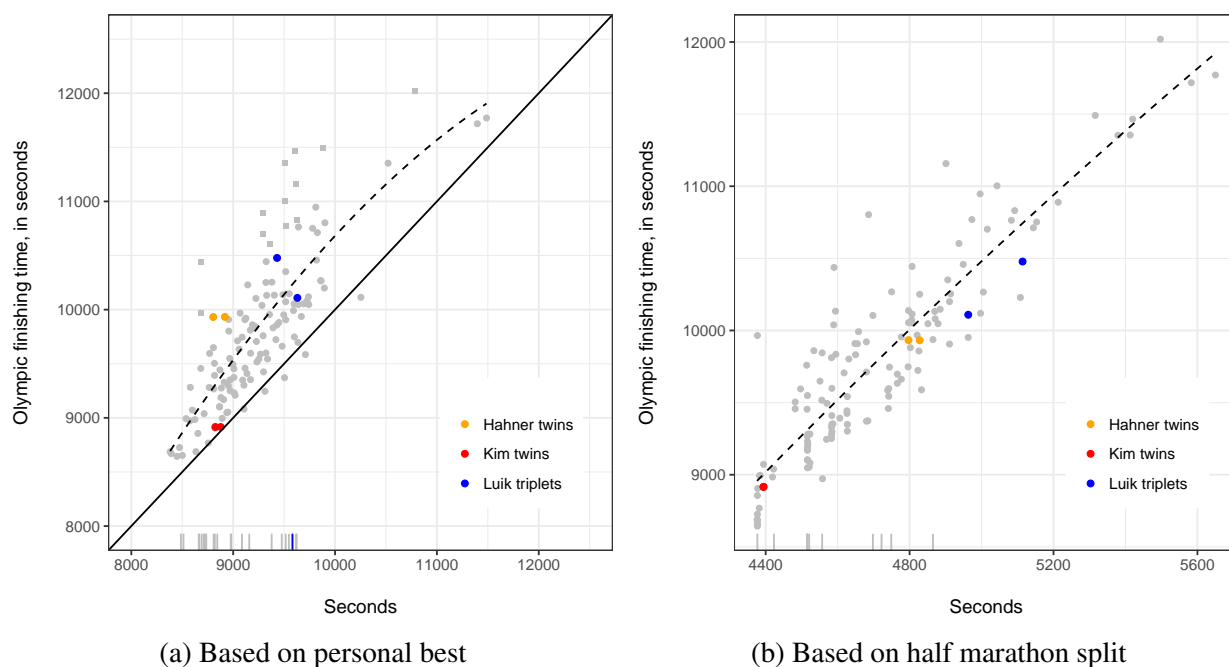 12000
11000
10000
9000
8000
Olympic finishing time, in seconds
Hahner twins
Kim twins
Luik triplets
8000 9000 10000 11000 12000
Seconds
(a) Based on personal best
12000
11000
10000
9000
Olympic finishing time, in seconds
Hahner twins
Kim twins
Luik triplets
4400 4800 5200 5600
Seconds
(b) Based on half marathon split